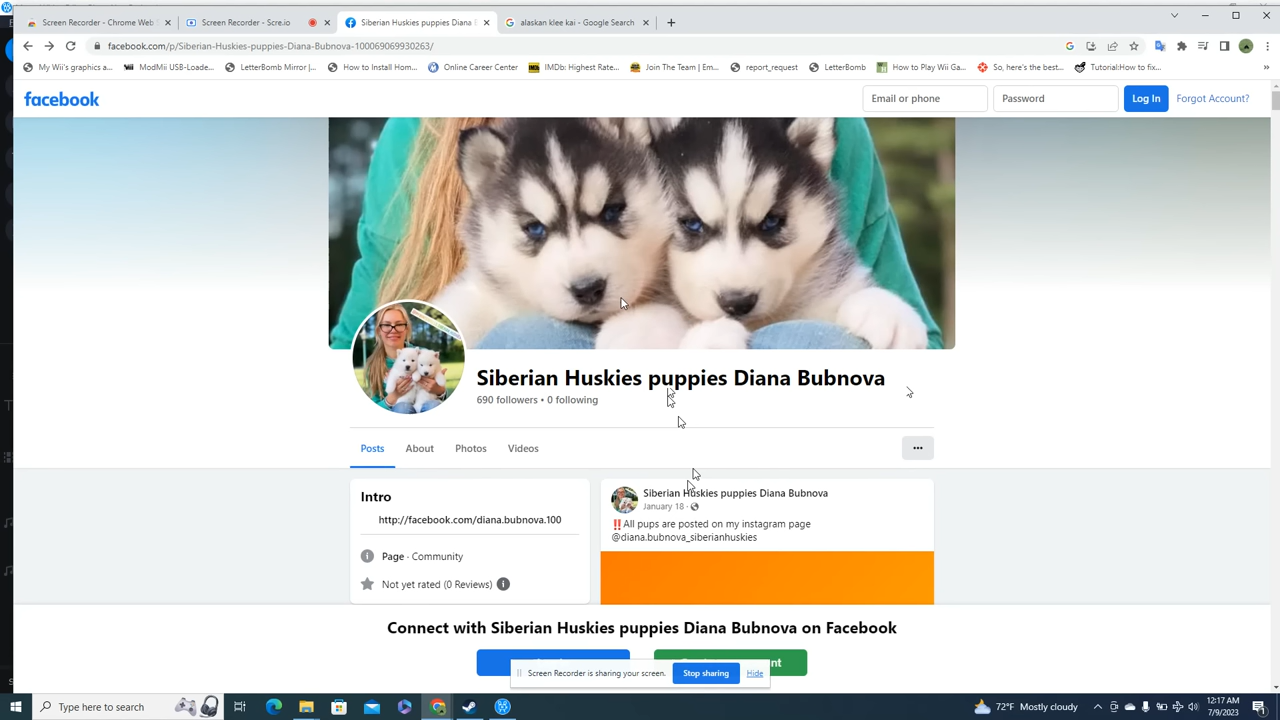 Screen Recorder - Chrome Web
Screen Recorder - Scre.io
Siberian Huskies puppies Diana
alaskan klee kai - Google Search
facebook.com/p/Siberian-Huskies-puppies-Diana-Bubnova-100069069930263/
My Wii's graphics a...
ModMii USB-Loade...
LetterBomb Mirror |...
How to Install Hom...
Online Career Center
IMDb: Highest Rate...
Join The Team | Em...
report_request
LetterBomb
How to Play Wii Ga...
So, here's the best...
Tutorial:How to fix...
facebook
Email or phone
Password
Log In
Forgot Account?
Siberian Huskies puppies Diana Bubnova
690 followers • 0 following
Posts
About
Photos
Videos
Intro
http://facebook.com/diana.bubnova.100
Page · Community
Not yet rated (0 Reviews)
Siberian Huskies puppies Diana Bubnova
January 18 ·
‼️All pups are posted on my instagram page
@diana.bubnova_siberianhuskies
Connect with Siberian Huskies puppies Diana Bubnova on Facebook
Screen Recorder is sharing your screen.
Stop sharing
Hide
Type here to search
72°F Mostly cloudy
12:17 AM
7/9/2023